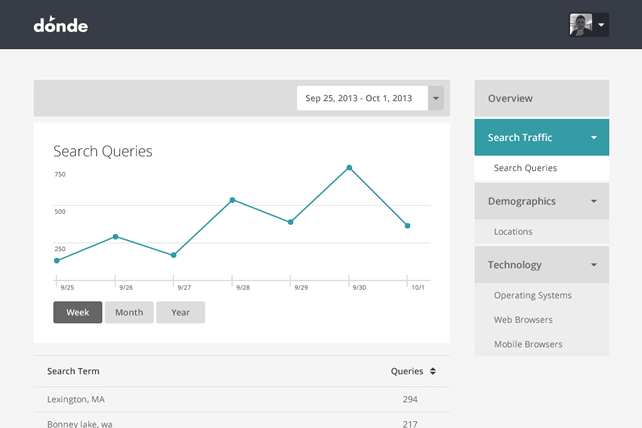 dónde
Sep 25, 2013 - Oct 1, 2013
Search Queries
750
500
250
9/25 9/26 9/27 9/28 9/29 9/30 10/1
Week Month Year
Search Term Queries
Lexington, MA 294
Bonney lake, wa 217
Overview
Search Traffic
Search Queries
Demographics
Locations
Technology
Operating Systems
Web Browsers
Mobile Browsers